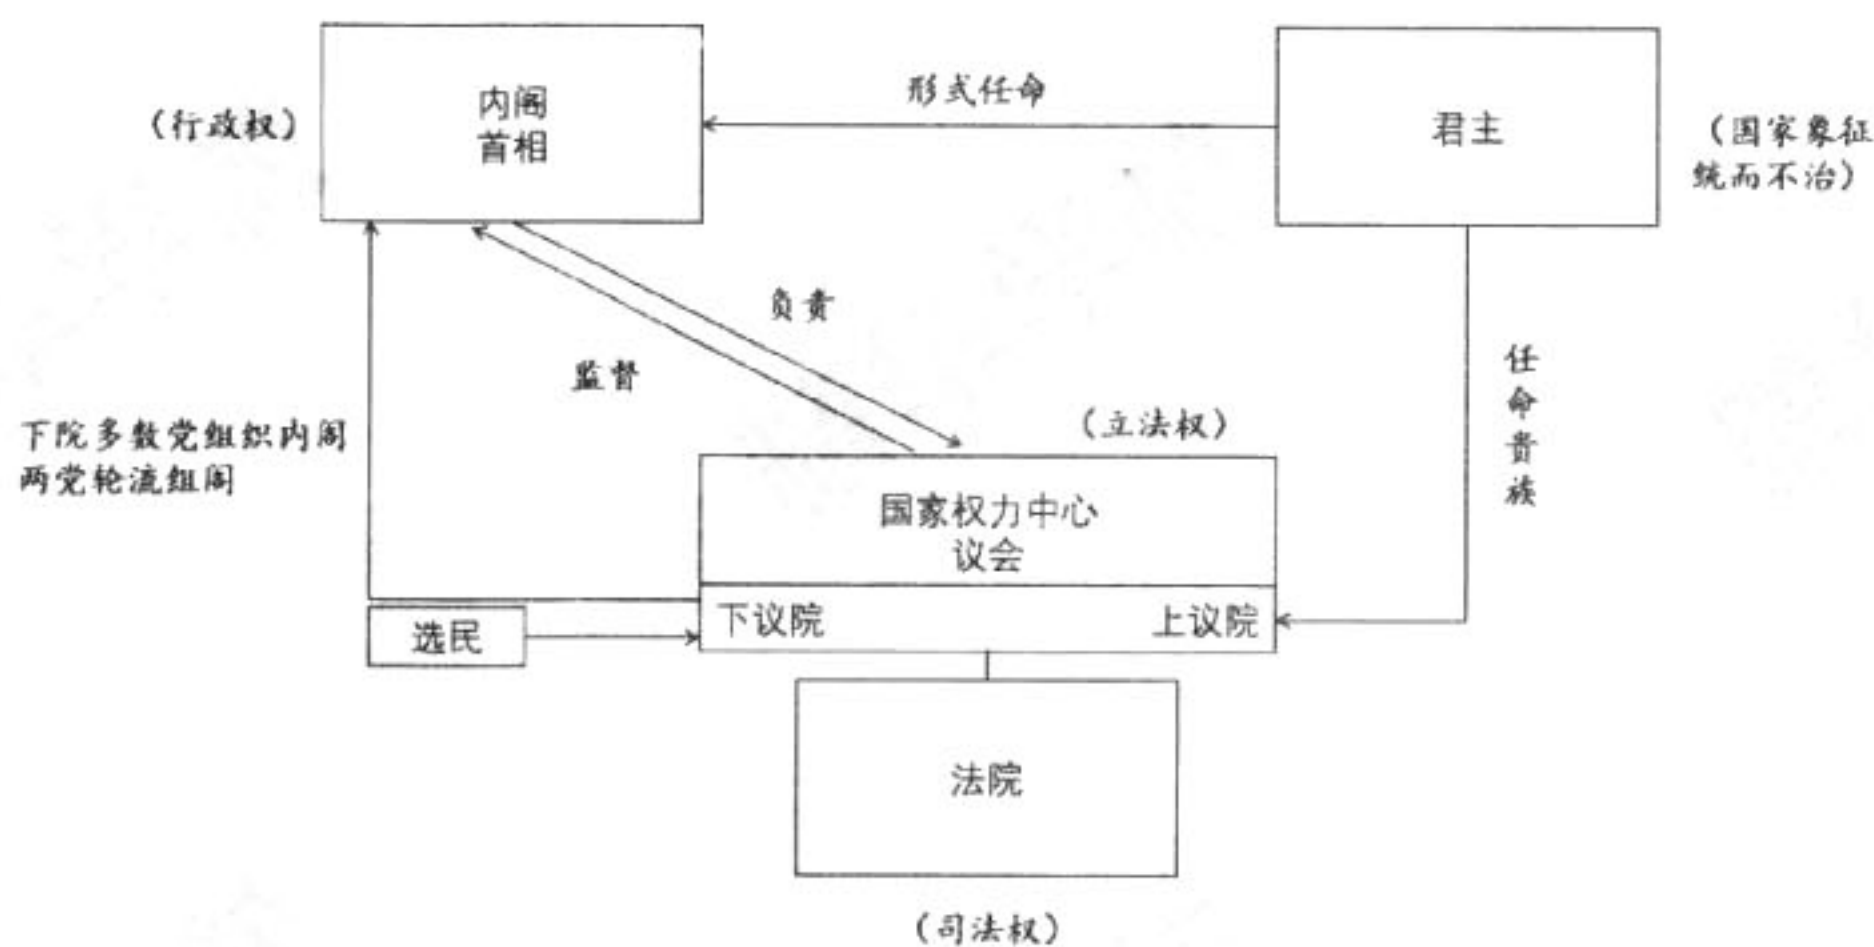 内阁
首相
(行政权)
形式任命
君主
(国家象征
统而不治)
负责
监督
任命贵族
(立法权)
下院多数党组织内阁
两党轮流组阁
国家权力中心
议会
下议院
上议院
选民
法院
(司法权)